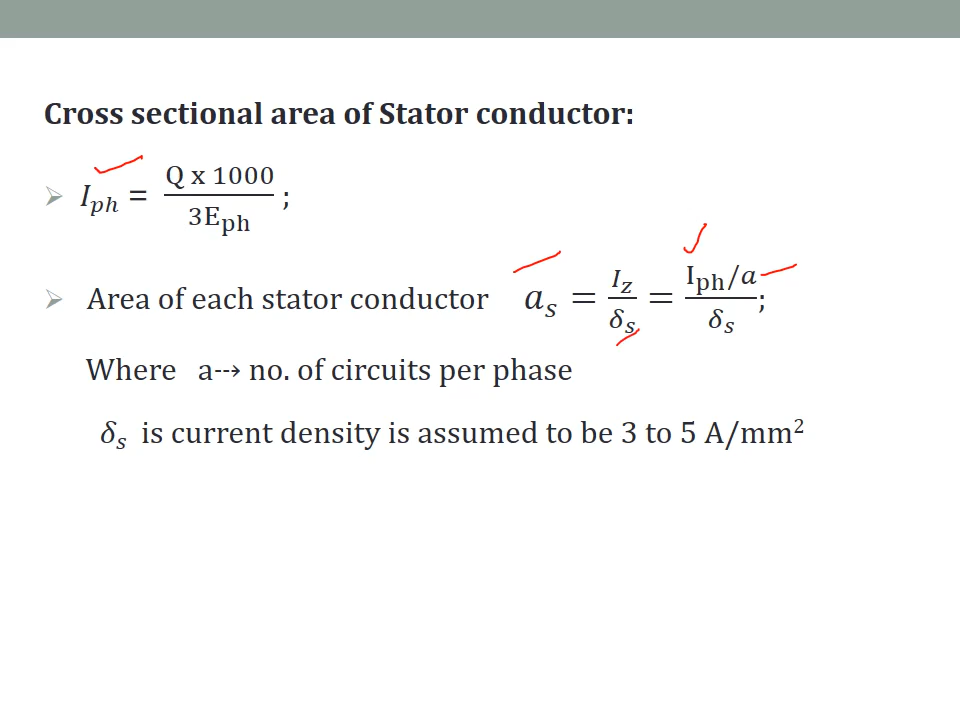 Cross sectional area of Stator conductor:
➢ I_ph = (Q x 1000)/(3E_ph) ;
➢ Area of each stator conductor a_s = I_z/δ_s = (I_ph/a)/δ_s ;
Where a⇢ no. of circuits per phase
δ_s is current density is assumed to be 3 to 5 A/mm²